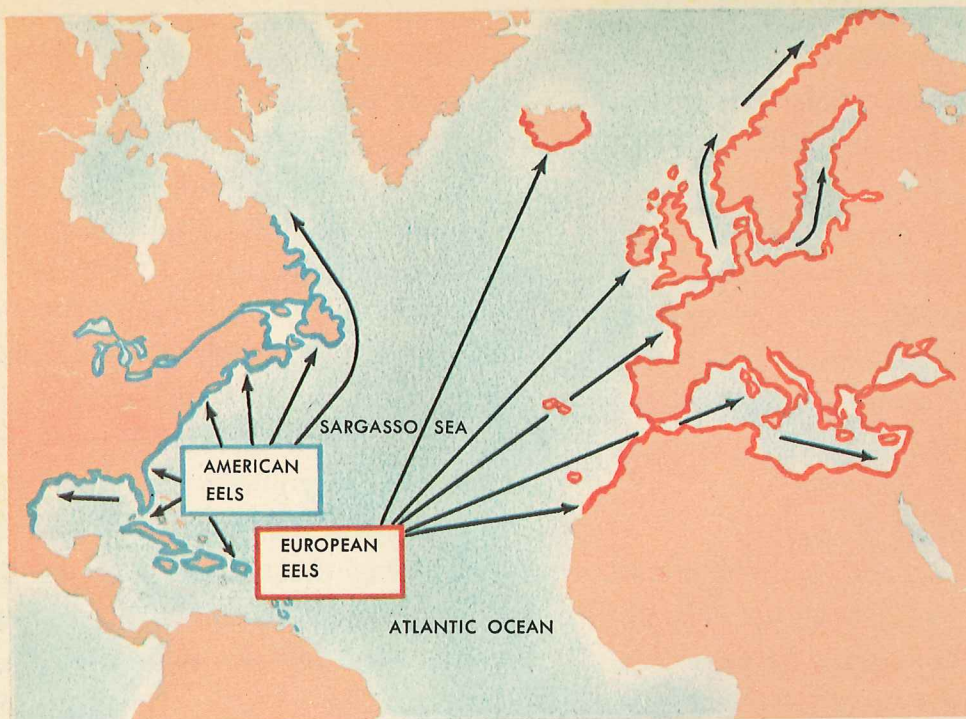 SARGASSO SEA
AMERICAN
EELS
EUROPEAN
EELS
ATLANTIC OCEAN